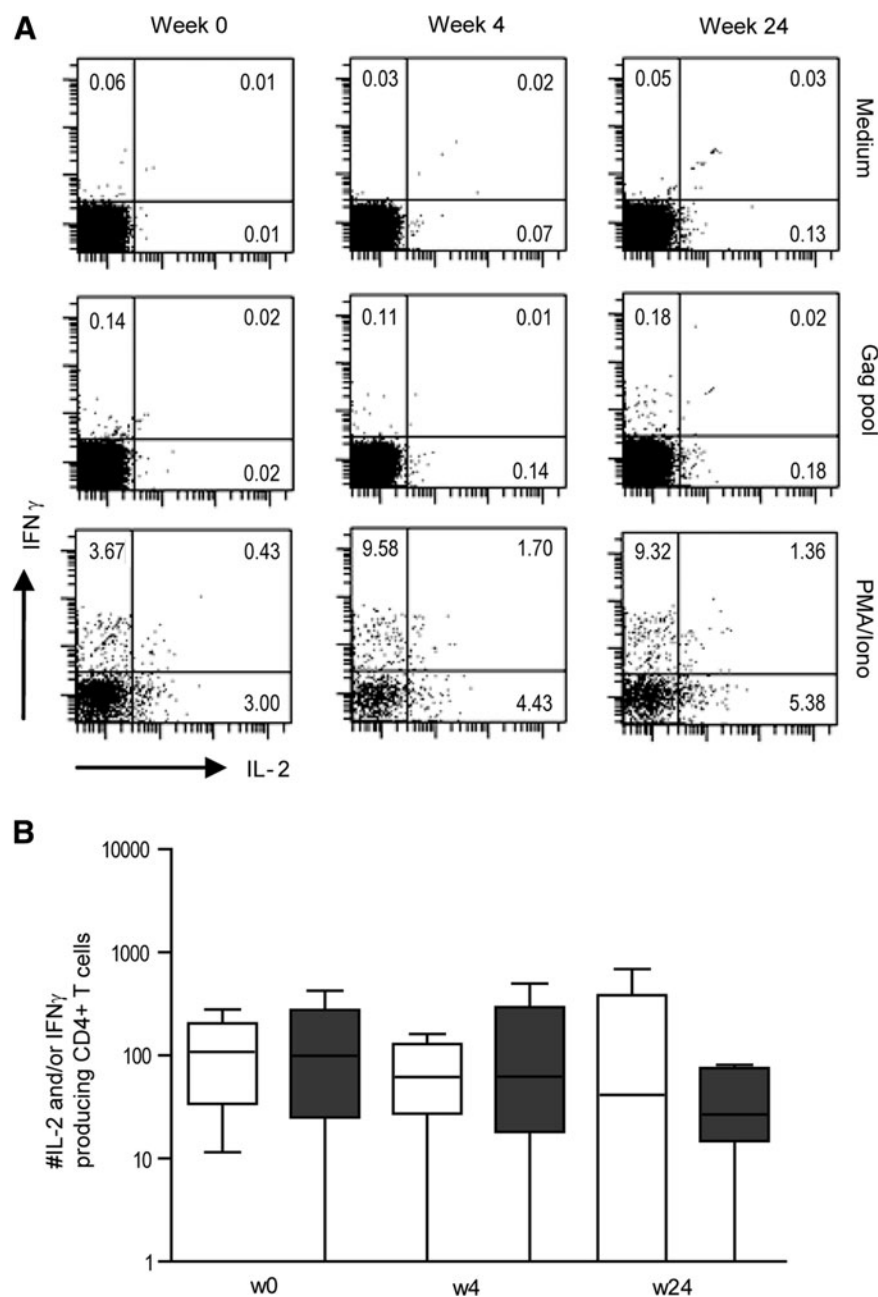 A
Week 0 Week 4 Week 24
0.06 0.01 0.03 0.02 0.05 0.03
Medium
0.01 0.07 0.13
0.14 0.02 0.11 0.01 0.18 0.02
Gag pool
0.02 0.14 0.18
3.67 0.43 9.58 1.70 9.32 1.36
PMA/Iono
3.00 4.43 5.38
IFNγ
IL-2
B
10000
1000
100
10
1
#IL-2 and/or IFNγ
producing CD4+ T cells
w0 w4 w24